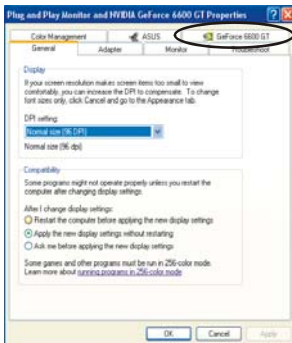 Plug and Play Monitor and NVIDIA GeForce 6600 GT Properties
Color Management
ASUS
GeForce 6600 GT
General
Adapter
Monitor
Troubleshoot
Display
If your screen resolution makes screen items too small to view
comfortably, you can increase the DPI to compensate. To change
font sizes only, click Cancel and go to the Appearance tab.
DPI setting:
Normal size (96 DPI)
Normal size (96 dpi)
Compatibility
Some programs might not operate properly unless you restart the
computer after changing display settings.
After I change display settings:
Restart the computer before applying the new display settings
Apply the new display settings without restarting
Ask me before applying the new display settings
Some games and other programs must be run in 256-color mode.
Learn more about running programs in 256-color mode
OK
Cancel
Apply